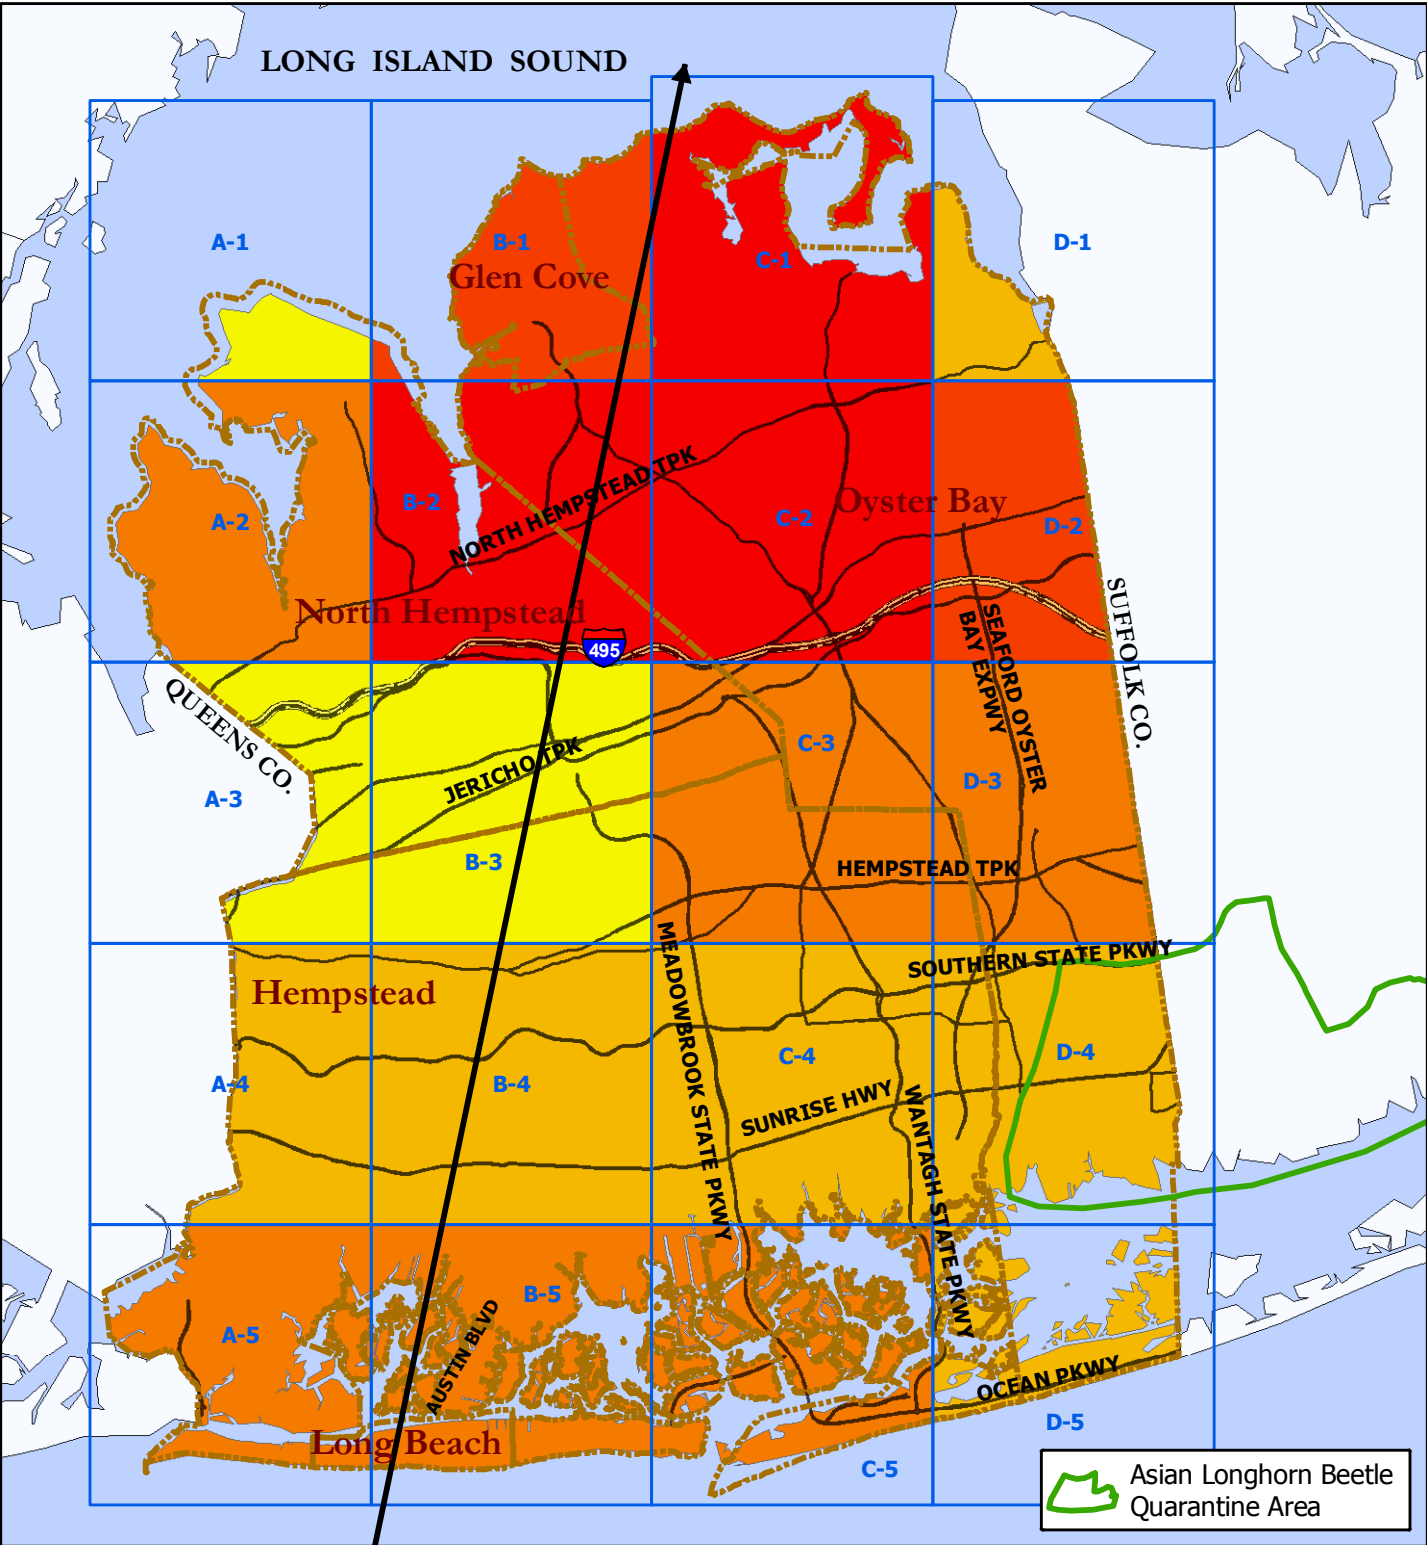 LONG ISLAND SOUND
A-1
B-1
C-1
D-1
Glen Cove
A-2
B-2
C-2
Oyster Bay
D-2
NORTH HEMPSTEAD TPK
North Hempstead
495
SEAFORD OYSTER
BAY EXPWY
SUFFOLK CO.
QUEENS CO.
A-3
JERICHO TPK
B-3
C-3
D-3
HEMPSTEAD TPK
MEADOWBROOK STATE PKWY
SOUTHERN STATE PKWY
Hempstead
A-4
B-4
C-4
D-4
SUNRISE HWY
WANTAGH STATE PKWY
A-5
B-5
AUSTIN BLVD
OCEAN PKWY
D-5
Long Beach
C-5
Asian Longhorn Beetle
Quarantine Area